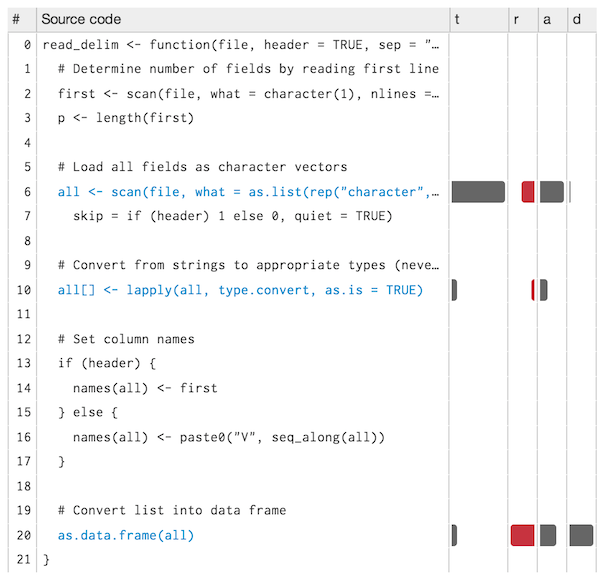 # Source code t r a d
0 read_delim <- function(file, header = TRUE, sep = "…
1 # Determine number of fields by reading first line
2 first <- scan(file, what = character(1), nlines =…
3 p <- length(first)
4
5 # Load all fields as character vectors
6 all <- scan(file, what = as.list(rep("character",…
7 skip = if (header) 1 else 0, quiet = TRUE)
8
9 # Convert from strings to appropriate types (neve…
10 all[] <- lapply(all, type.convert, as.is = TRUE)
11
12 # Set column names
13 if (header) {
14 names(all) <- first
15 } else {
16 names(all) <- paste0("V", seq_along(all))
17 }
18
19 # Convert list into data frame
20 as.data.frame(all)
21 }